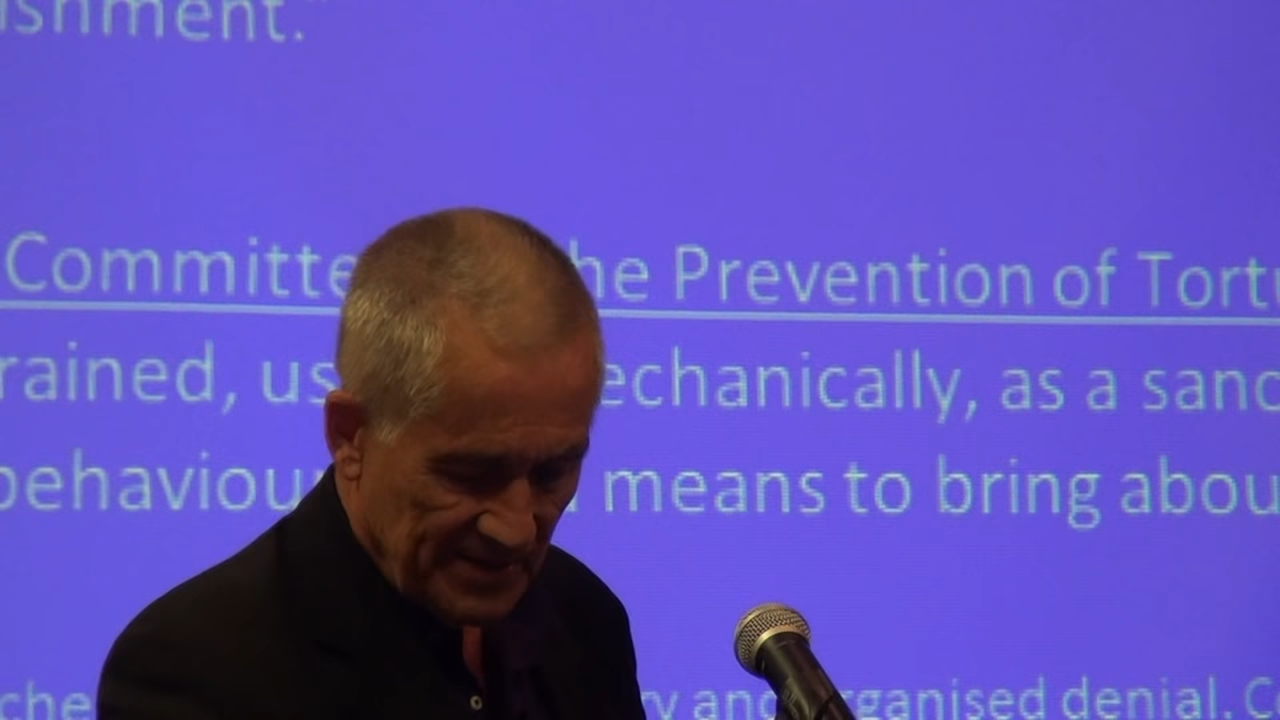 ishment."
Committe he Prevention of Tort
rained, us echanically, as a sanc
behaviou means to bring abou
che ry and organised denial. C